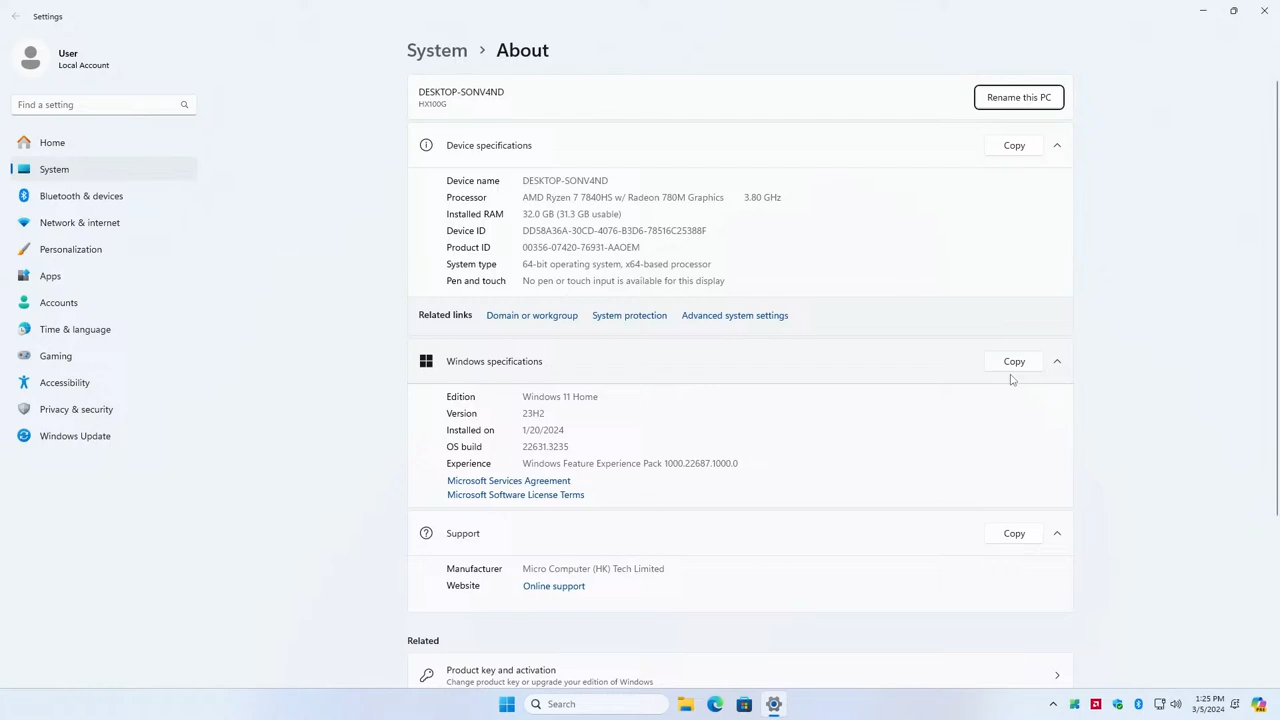 Settings
User
Local Account
Find a setting
Home
System
Bluetooth & devices
Network & internet
Personalization
Apps
Accounts
Time & language
Gaming
Accessibility
Privacy & security
Windows Update
System > About
DESKTOP-SONV4ND
HX100G
Rename this PC
Device specifications
Copy
Device name DESKTOP-SONV4ND
Processor AMD Ryzen 7 7840HS w/ Radeon 780M Graphics 3.80 GHz
Installed RAM 32.0 GB (31.3 GB usable)
Device ID DD58A36A-30CD-4076-B3D6-78516C25388F
Product ID 00356-07420-76931-AAOEM
System type 64-bit operating system, x64-based processor
Pen and touch No pen or touch input is available for this display
Related links Domain or workgroup System protection Advanced system settings
Windows specifications
Copy
Edition Windows 11 Home
Version 23H2
Installed on 1/20/2024
OS build 22631.3235
Experience Windows Feature Experience Pack 1000.22687.1000.0
Microsoft Services Agreement
Microsoft Software License Terms
Support
Copy
Manufacturer Micro Computer (HK) Tech Limited
Website Online support
Related
Product key and activation
Change product key or upgrade your edition of Windows
Search
1:25 PM
3/5/2024